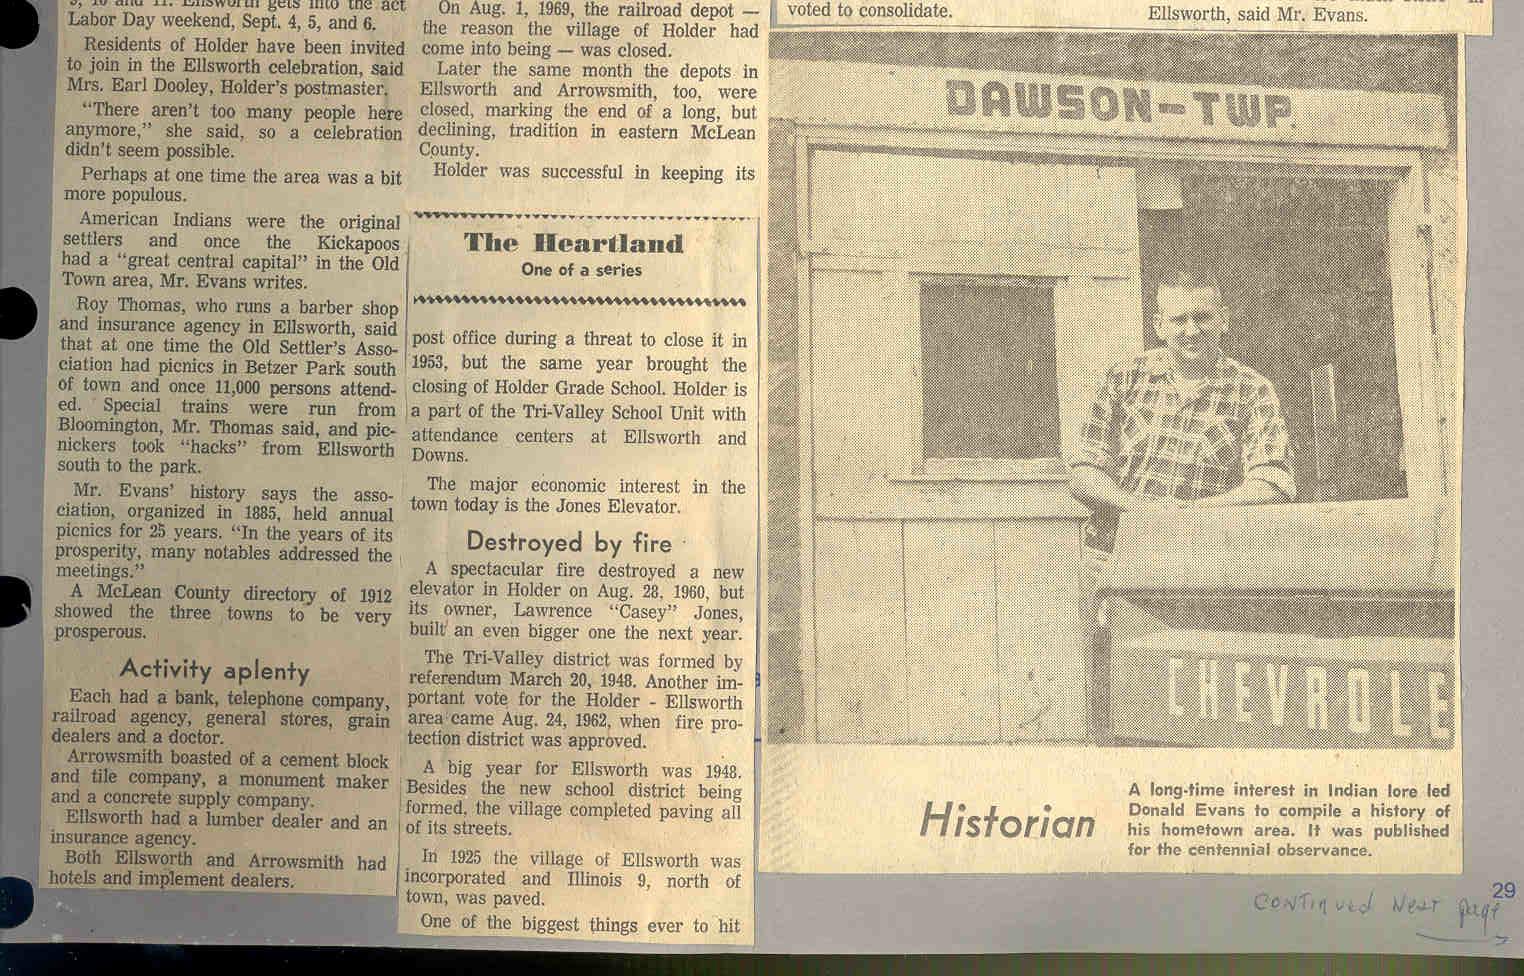 9, 10 and 11. Ellsworth gets into the act
Labor Day weekend, Sept. 4, 5, and 6.
Residents of Holder have been invited
to join in the Ellsworth celebration, said
Mrs. Earl Dooley, Holder's postmaster.
"There aren't too many people here
anymore," she said, so a celebration
didn't seem possible.
Perhaps at one time the area was a bit
more populous.
American Indians were the original
settlers and once the Kickapoos
had a "great central capital" in the Old
Town area, Mr. Evans writes.
Roy Thomas, who runs a barber shop
and insurance agency in Ellsworth, said
that at one time the Old Settler's Asso-
ciation had picnics in Betzer Park south
of town and once 11,000 persons attend-
ed. Special trains were run from
Bloomington, Mr. Thomas said, and pic-
nickers took "hacks" from Ellsworth
south to the park.
Mr. Evans' history says the asso-
ciation, organized in 1885, held annual
picnics for 25 years. "In the years of its
prosperity, many notables addressed the
meetings."
A McLean County directory of 1912
showed the three towns to be very
prosperous.
Activity aplenty
Each had a bank, telephone company,
railroad agency, general stores, grain
dealers and a doctor.
Arrowsmith boasted of a cement block
and tile company, a monument maker
and a concrete supply company.
Ellsworth had a lumber dealer and an
insurance agency.
Both Ellsworth and Arrowsmith had
hotels and implement dealers.
On Aug. 1, 1969, the railroad depot —
the reason the village of Holder had
come into being — was closed.
Later the same month the depots in
Ellsworth and Arrowsmith, too, were
closed, marking the end of a long, but
declining, tradition in eastern McLean
County.
Holder was successful in keeping its
The Heartland
One of a series
post office during a threat to close it in
1953, but the same year brought the
closing of Holder Grade School. Holder is
a part of the Tri-Valley School Unit with
attendance centers at Ellsworth and
Downs.
The major economic interest in the
town today is the Jones Elevator.
Destroyed by fire
A spectacular fire destroyed a new
elevator in Holder on Aug. 28, 1960, but
its owner, Lawrence "Casey" Jones,
built an even bigger one the next year.
The Tri-Valley district was formed by
referendum March 20, 1948. Another im-
portant vote for the Holder - Ellsworth
area came Aug. 24, 1962, when fire pro-
tection district was approved.
A big year for Ellsworth was 1948.
Besides the new school district being
formed, the village completed paving all
of its streets.
In 1925 the village of Ellsworth was
incorporated and Illinois 9, north of
town, was paved.
One of the biggest things ever to hit
voted to consolidate.
in
Ellsworth, said Mr. Evans.
DAWSON-TWP.
CHEVROLE
Historian
A long-time interest in Indian lore led
Donald Evans to compile a history of
his hometown area. It was published
for the centennial observance.
29
CONTINUED Next page